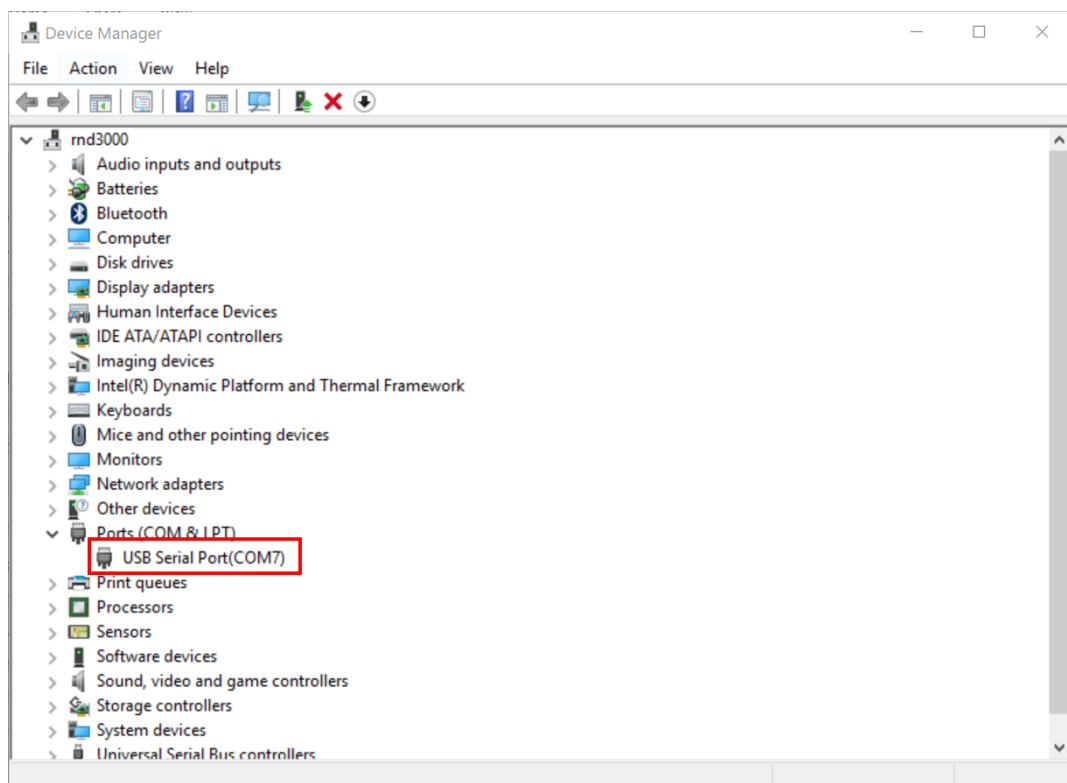 Device Manager
File Action View Help
rnd3000
Audio inputs and outputs
Batteries
Bluetooth
Computer
Disk drives
Display adapters
Human Interface Devices
IDE ATA/ATAPI controllers
Imaging devices
Intel(R) Dynamic Platform and Thermal Framework
Keyboards
Mice and other pointing devices
Monitors
Network adapters
Other devices
Ports (COM & LPT)
USB Serial Port(COM7)
Print queues
Processors
Sensors
Software devices
Sound, video and game controllers
Storage controllers
System devices
Universal Serial Bus controllers